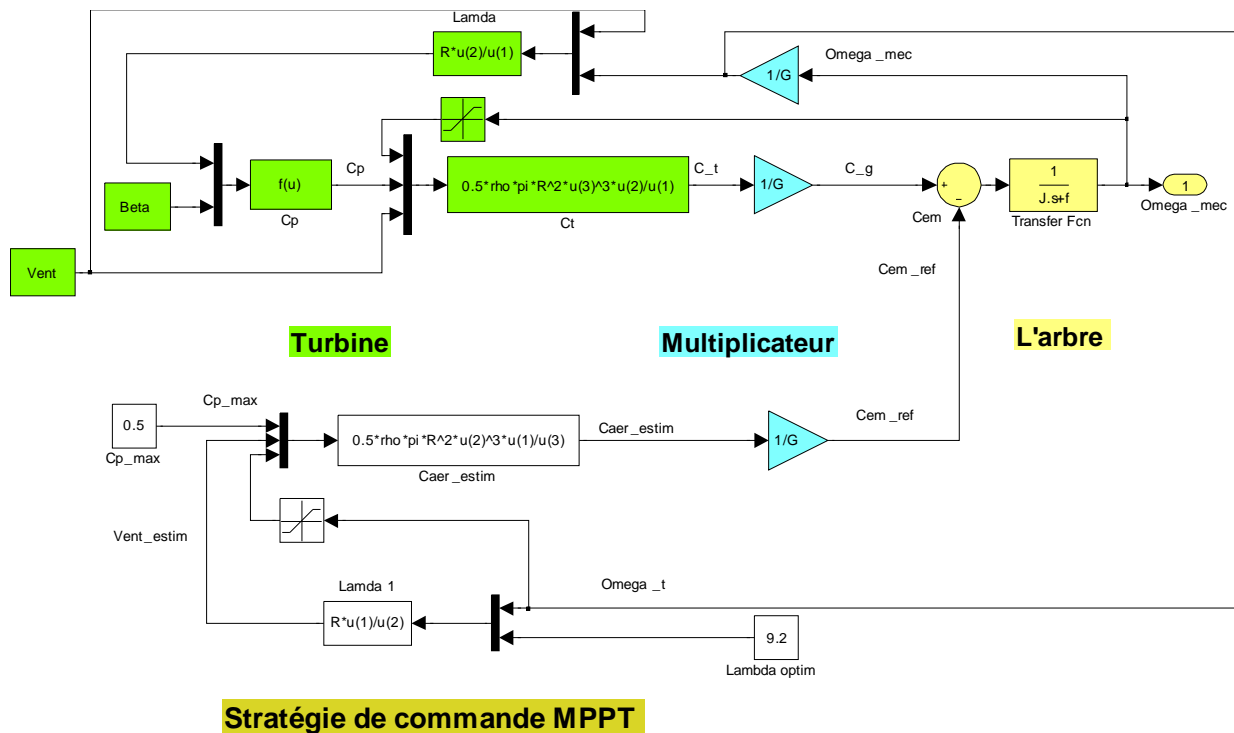 Lamda
R*u(2)/u(1)
1/G
Omega _mec
f(u)
Cp
Cp
Beta
Vent
0.5*rho*pi*R^2*u(3)^3*u(2)/u(1)
Ct
C_t
1/G
C_g
+
−
Cem
1
J.s+f
Transfer Fcn
1
Omega _mec
Cem _ref
Turbine
Multiplicateur
L'arbre
0.5
Cp_max
Cp_max
0.5*rho*pi*R^2*u(2)^3*u(1)/u(3)
Caer _estim
Caer_estim
1/G
Cem _ref
Vent_estim
Lamda 1
R*u(1)/u(2)
Omega _t
9.2
Lambda optim
Stratégie de commande MPPT